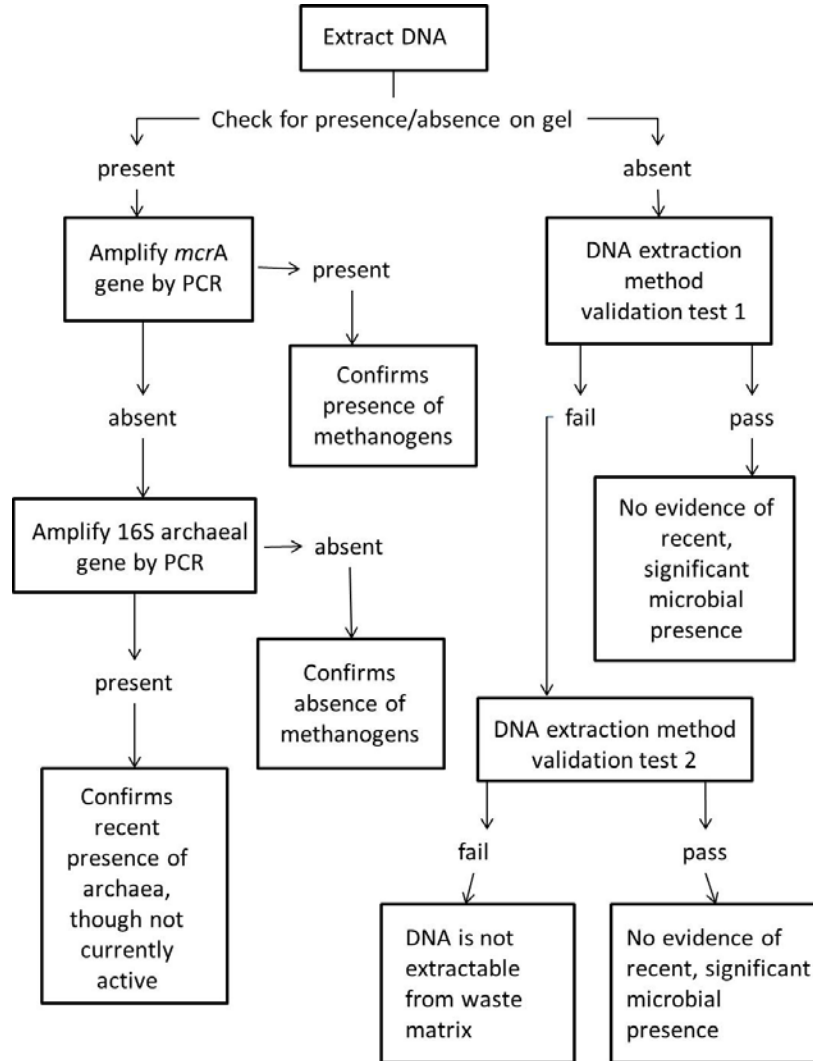 Extract DNA
Check for presence/absence on gel
present
absent
Amplify mcrA
gene by PCR
present
DNA extraction
method
validation test 1
Confirms
presence of
methanogens
absent
fail
pass
Amplify 16S archaeal
gene by PCR
absent
No evidence of
recent,
significant
microbial
presence
present
Confirms
absence of
methanogens
DNA extraction method
validation test 2
Confirms
recent
presence of
archaea,
though not
currently
active
fail
pass
DNA is not
extractable
from waste
matrix
No evidence of
recent, significant
microbial
presence